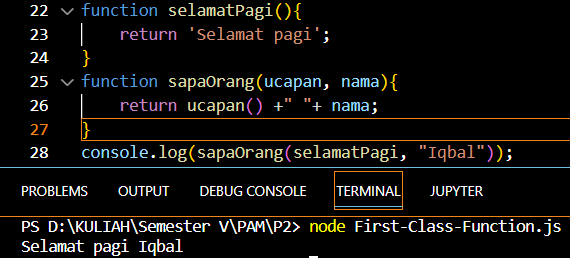 22 function selamatPagi(){
23     return 'Selamat pagi';
24 }
25 function sapaOrang(ucapan, nama){
26     return ucapan() +" "+ nama;
27 }
28 console.log(sapaOrang(selamatPagi, "Iqbal"));
PROBLEMS OUTPUT DEBUG CONSOLE TERMINAL JUPYTER
PS D:\KULIAH\Semester V\PAM\P2> node First-Class-Function.js
Selamat pagi Iqbal